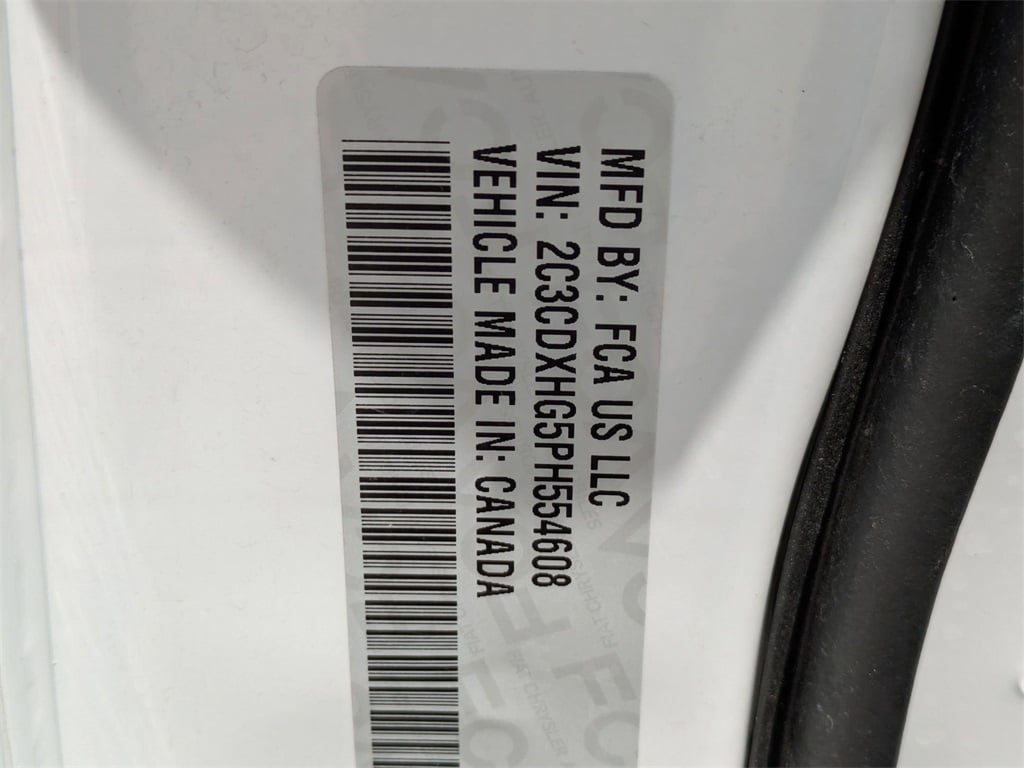 MFD BY: FCA US LLC
VIN: 2C3CDXHG5PH554608
VEHICLE MADE IN: CANADA